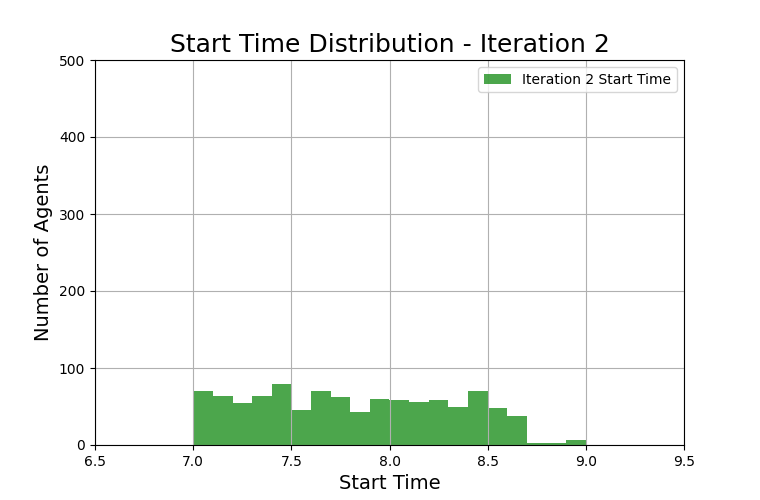 Start Time Distribution - Iteration 2
Iteration 2 Start Time
Number of Agents
500
400
300
200
100
0
6.5 7.0 7.5 8.0 8.5 9.0 9.5
Start Time